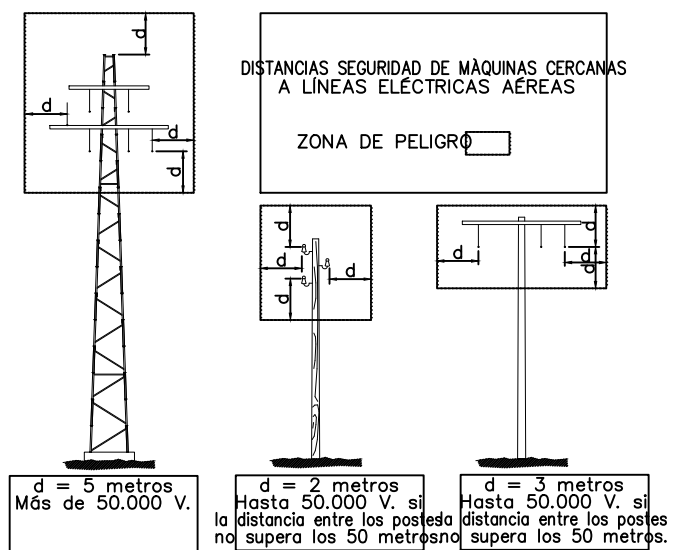 DISTANCIAS SEGURIDAD DE MÀQUINAS CERCANAS
A LÍNEAS ELÉCTRICAS AÉREAS
ZONA DE PELIGRO
d
d
d
d
d
d
d
d
d
d
d
d
d = 5 metros
Más de 50.000 V.
d = 2 metros
Hasta 50.000 V. si
la distancia entre los postes
no supera los 50 metros.
d = 3 metros
Hasta 50.000 V. si
la distancia entre los postes
no supera los 50 metros.